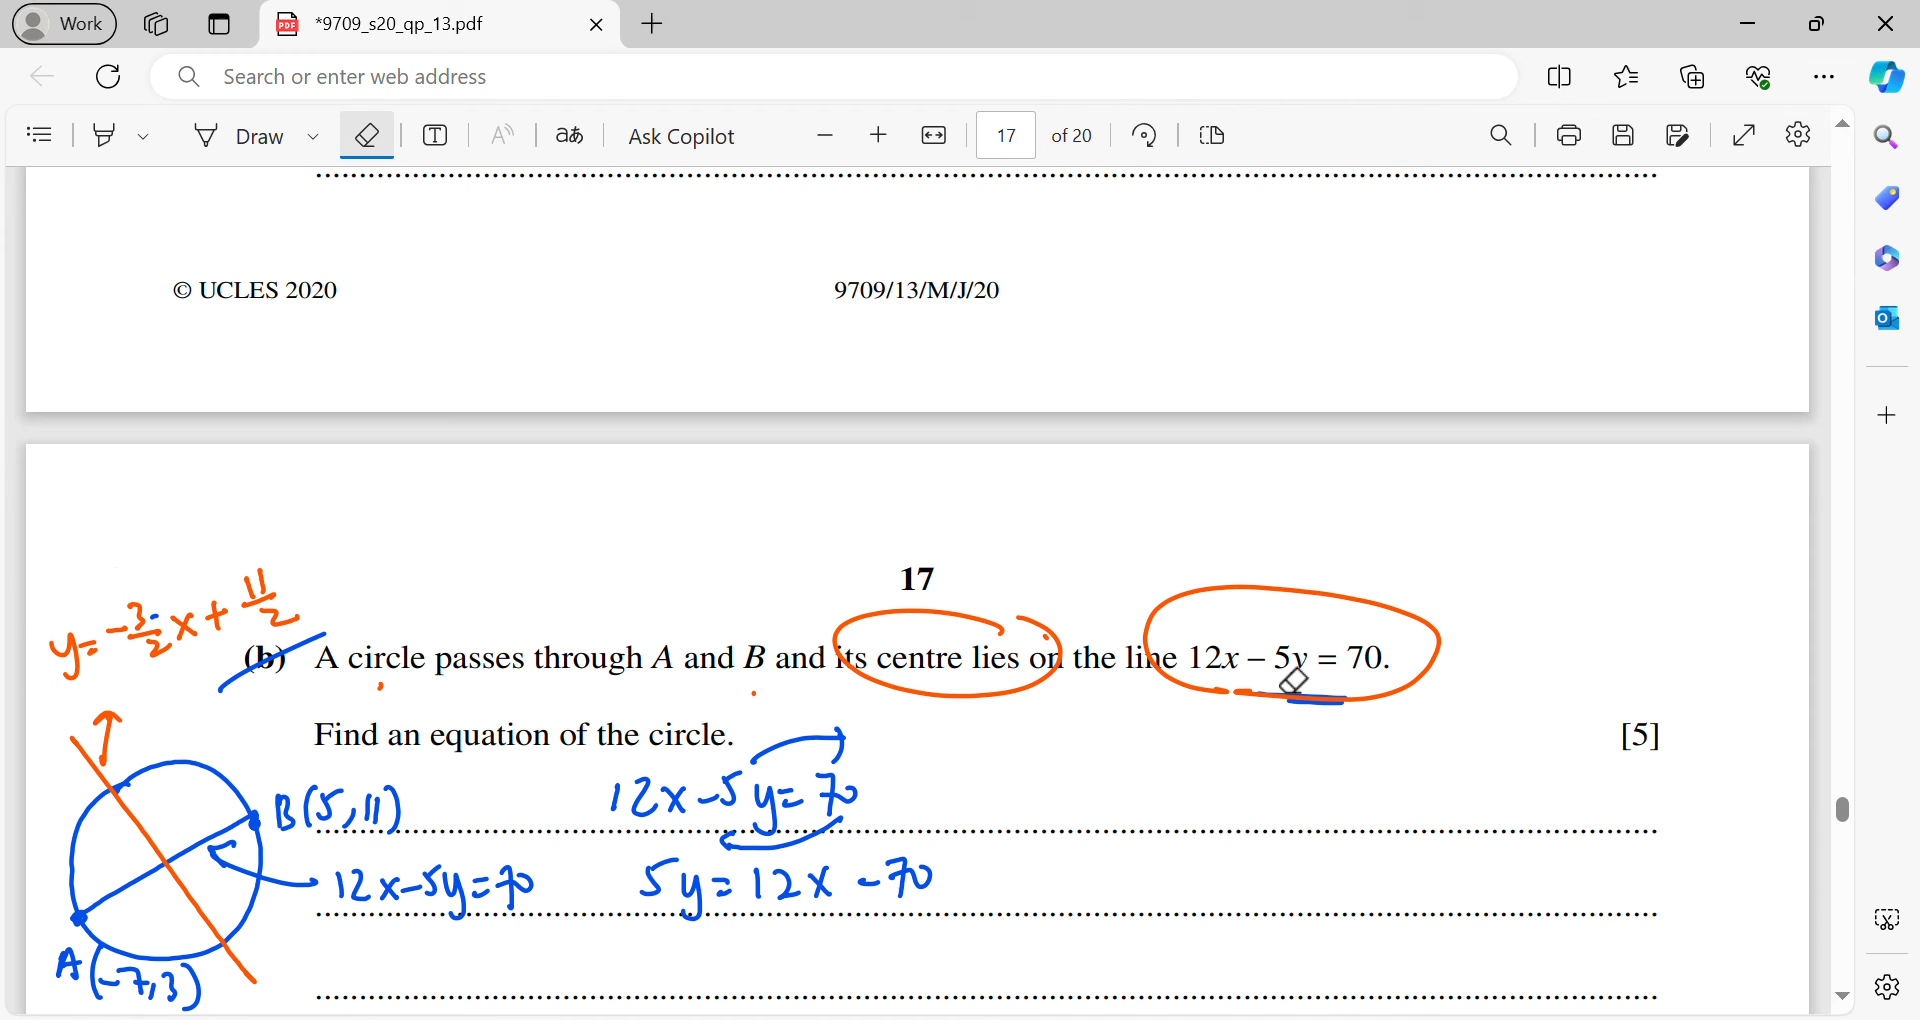 Work
*9709_s20_qp_13.pdf
Search or enter web address
Draw
Ask Copilot
17 of 20
© UCLES 2020
9709/13/M/J/20
17
y = -3/2 x + 11/2
(b) A circle passes through A and B and its centre lies on the line 12x – 5y = 70.
Find an equation of the circle. [5]
B(5,11)
12x-5y=70
12x-5y=70
5y=12x-70
A(-7,3)